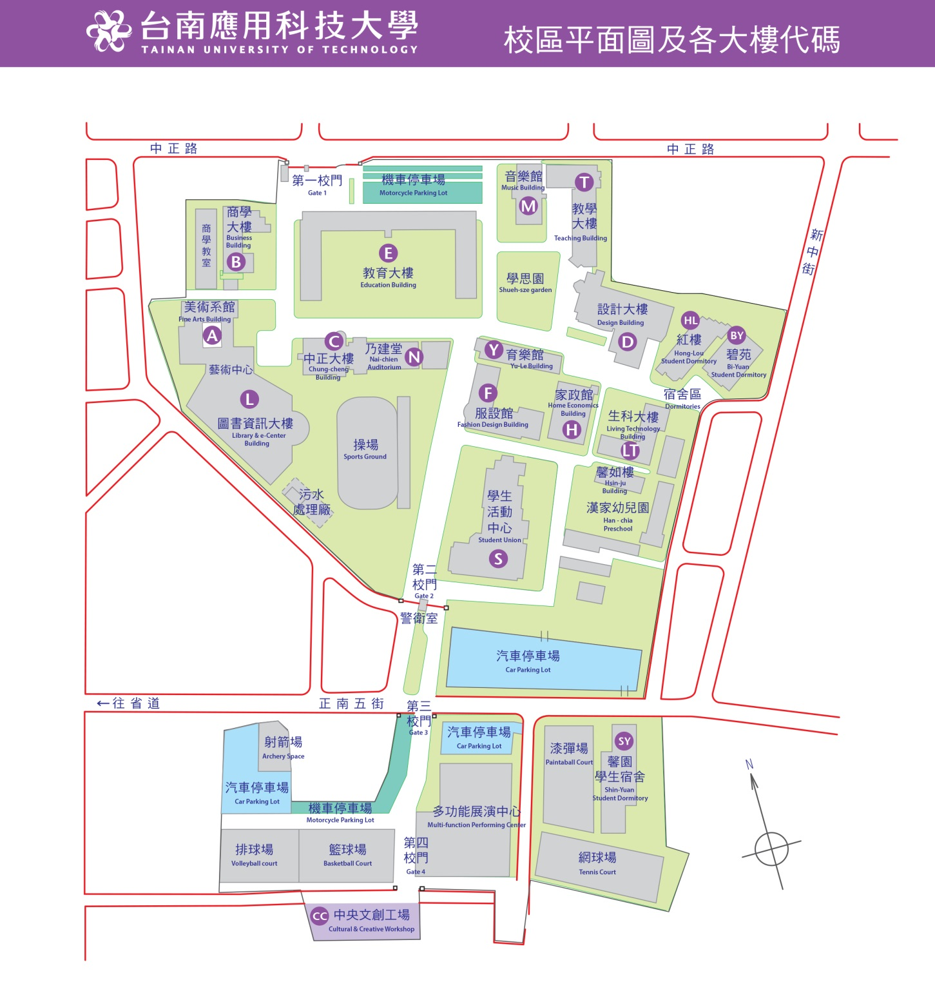 台南應用科技大學
TAINAN UNIVERSITY OF TECHNOLOGY
校區平面圖及各大樓代碼
中正路
中正路
第一校門
Gate 1
機車停車場
Motorcycle Parking Lot
音樂館
Music Building
M
T
教學
大樓
Teaching Building
新中街
商學教室
商學
大樓
Business
Building
B
E
教育大樓
Education Building
學思園
Shueh-sze garden
設計大樓
Design Building
D
HL
紅樓
Hong-Lou
Student Dormitory
BY
碧苑
Bi-Yuan
Student Dormitory
宿舍區
Dormitories
美術系館
Fine Arts Building
A
藝術中心
C
中正大樓
Chung-cheng
Building
乃建堂
Nai-chien
Auditorium
N
Y
育樂館
Yu-Le Building
F
服設館
Fashion Design Building
家政館
Home Economics
Building
H
生科大樓
Living Technology
Building
LT
L
圖書資訊大樓
Library & e-Center
Building
操場
Sports Ground
污水
處理廠
馨如樓
Hsin-ju
Building
漢家幼兒園
Han - chia
Preschool
學生
活動
中心
Student Union
S
第二
校門
Gate 2
警衛室
汽車停車場
Car Parking Lot
←往省道
正南五街
第三
校門
Gate 3
汽車停車場
Car Parking Lot
射箭場
Archery Space
汽車停車場
Car Parking Lot
機車停車場
Motorcycle Parking Lot
多功能展演中心
Multi-function Performing Center
漆彈場
Paintaball Court
SY
馨園
學生宿舍
Shin-Yuan
Student Dormitory
N
排球場
Volleyball court
籃球場
Basketball Court
第四
校門
Gate 4
網球場
Tennis Court
CC
中央文創工場
Cultural & Creative Workshop